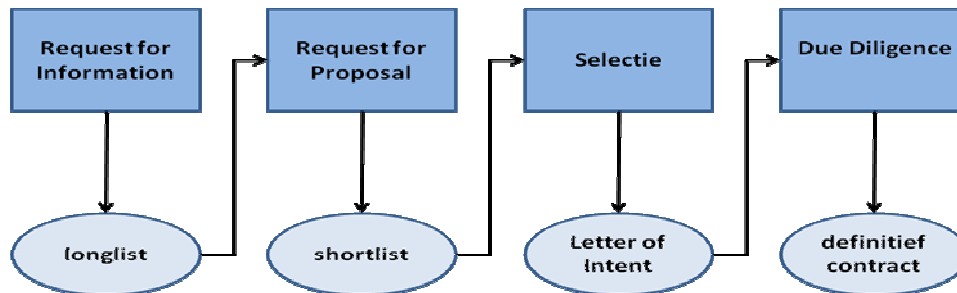 Request for
Information
Request for
Proposal
Selectie
Due Diligence
longlist
shortlist
Letter of
Intent
definitief
contract